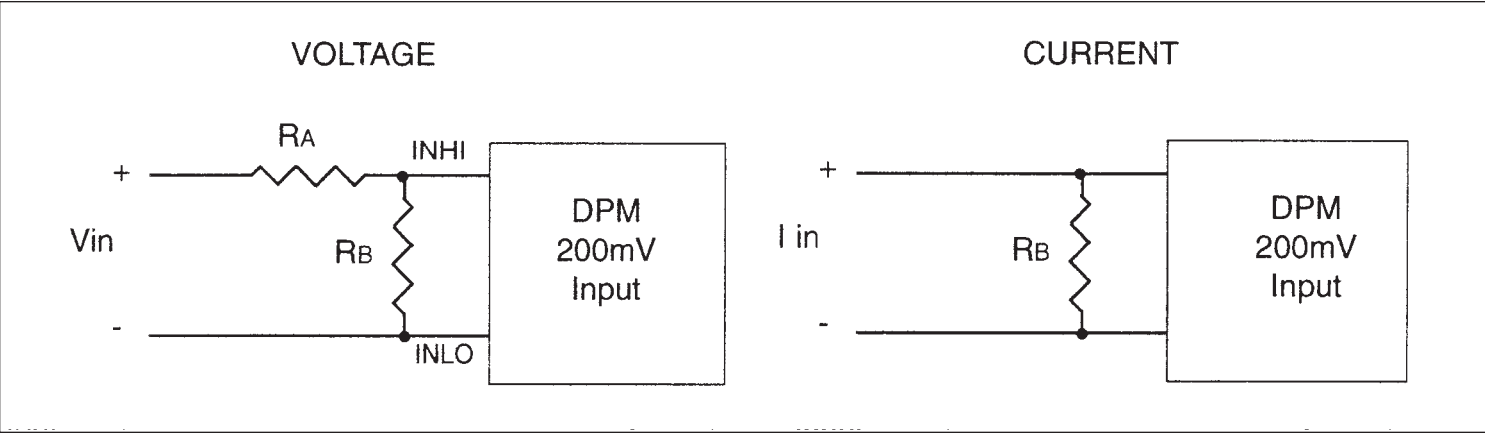 VOLTAGE
RA
INHI
+
Vin
RB
-
INLO
DPM
200mV
Input
CURRENT
+
I in
RB
-
DPM
200mV
Input